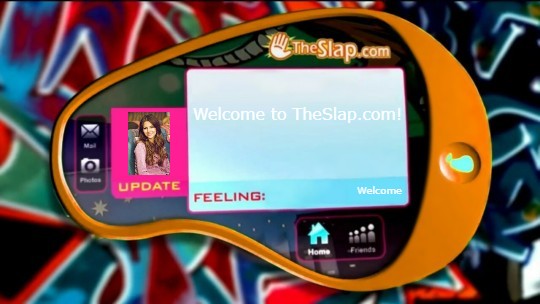 TheSlap.com
Welcome to TheSlap.com!
Mail
Photos
UPDATE
FEELING:
Welcome
Home
Friends